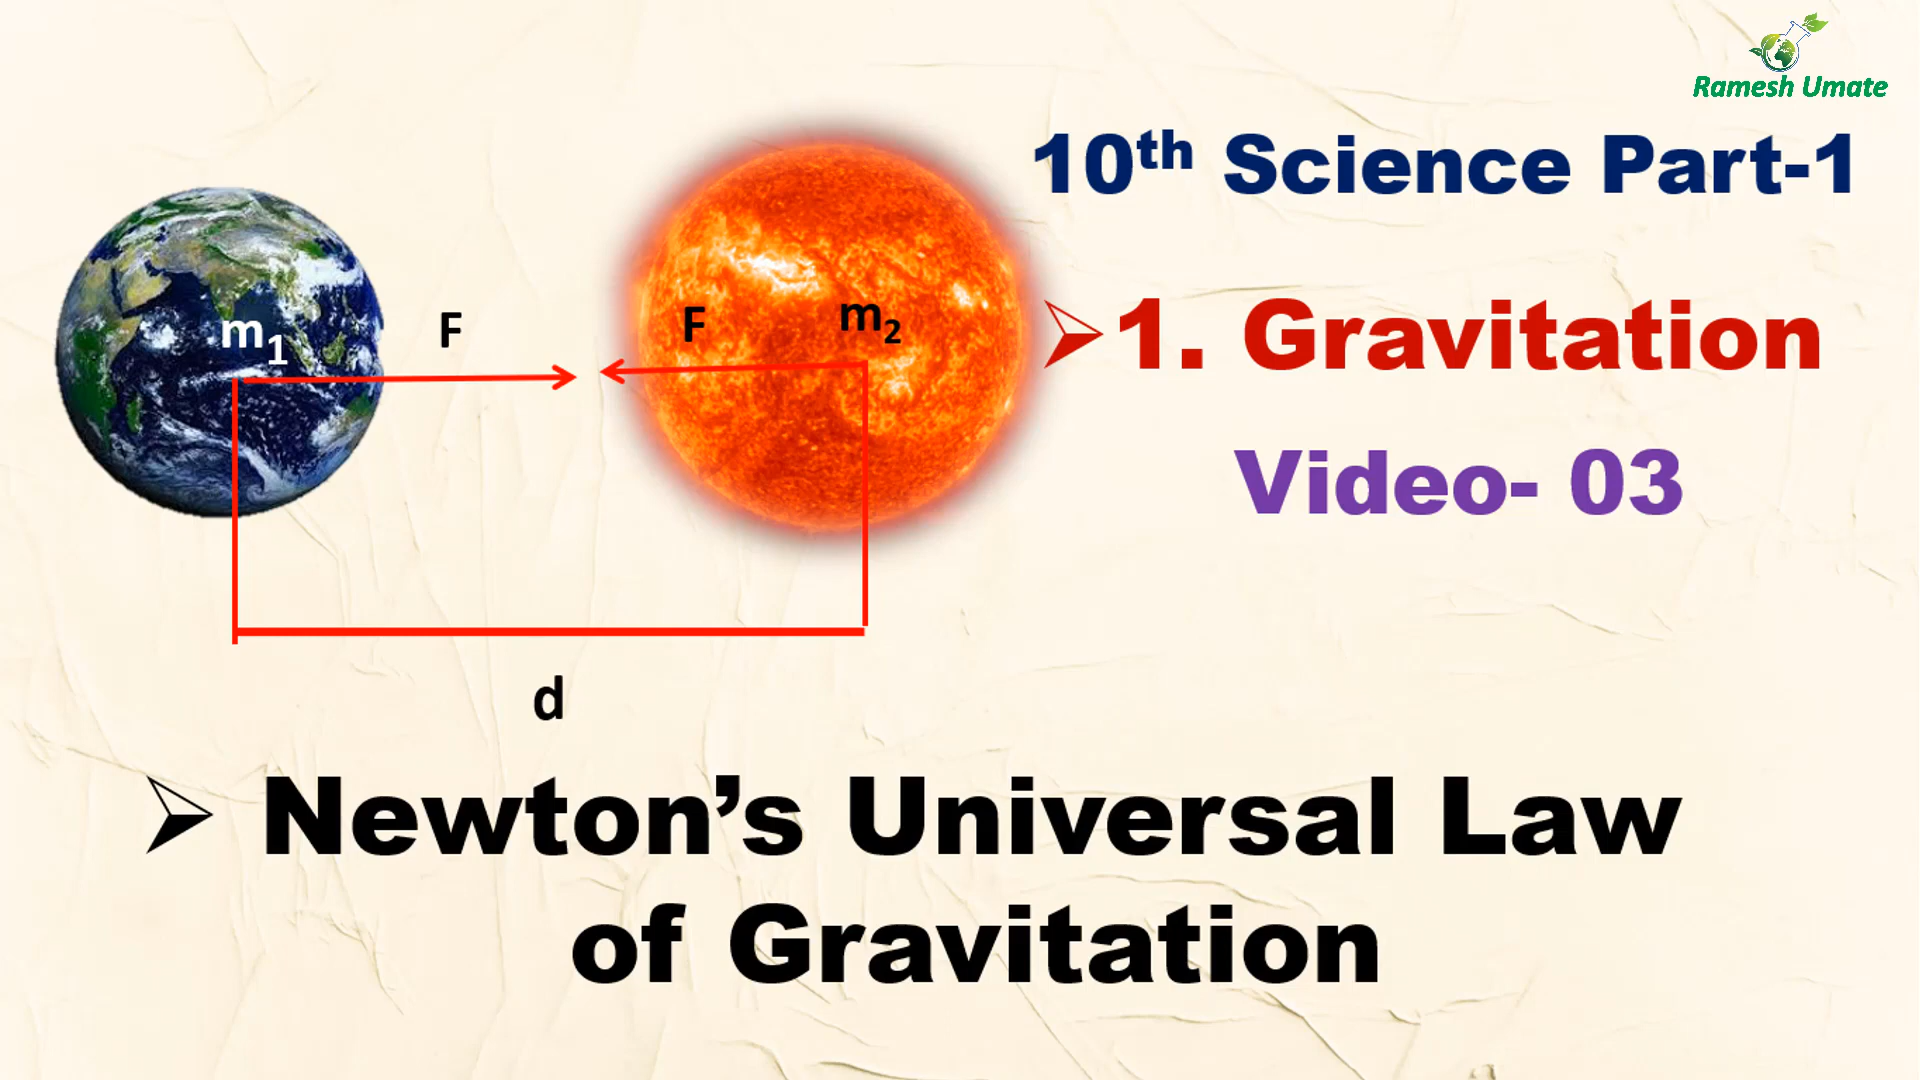 Ramesh Umate
10th Science Part-1
1. Gravitation
Video- 03
m1
F
F
m2
d
Newton’s Universal Law
of Gravitation